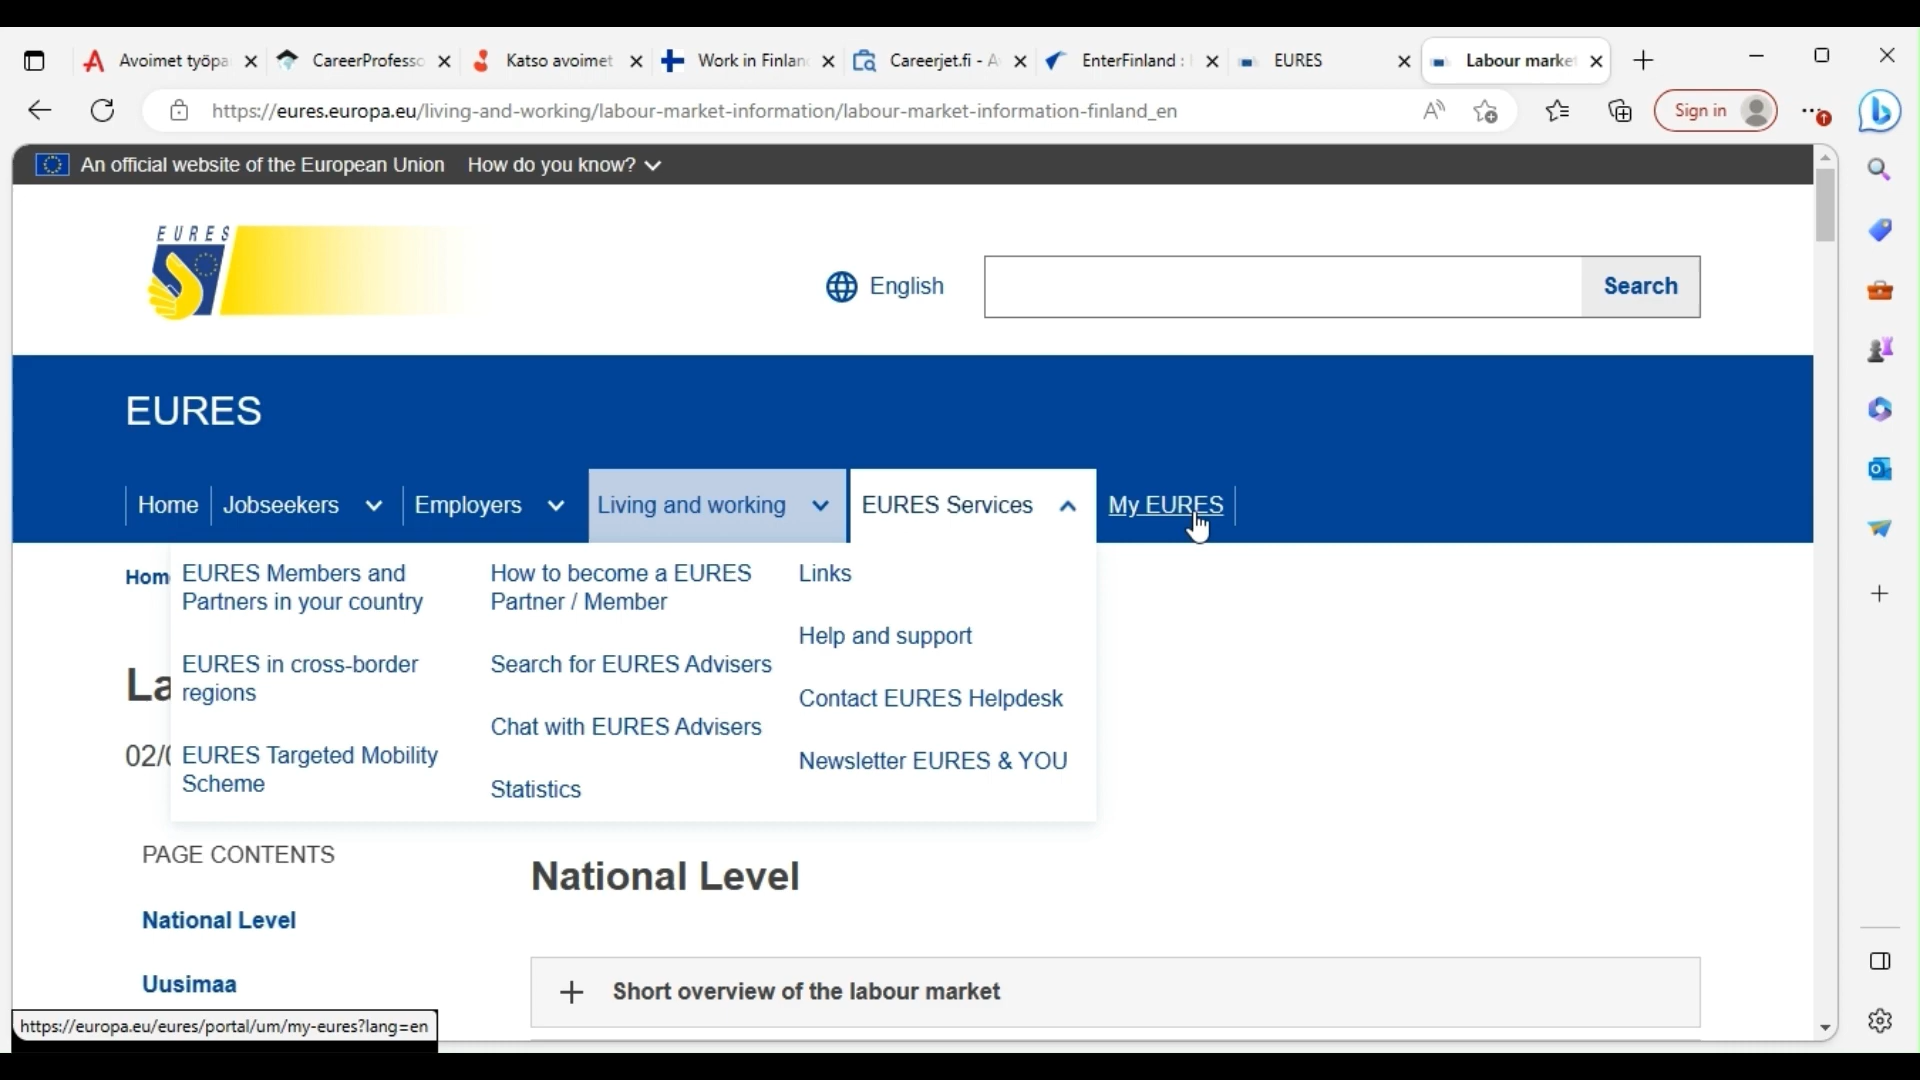 Avoimet työpa
CareerProfesso
Katso avoimet
Work in Finlan
Careerjet.fi - A
EnterFinland :
EURES
Labour market
https://eures.europa.eu/living-and-working/labour-market-information/labour-market-information-finland_en
Sign in
An official website of the European Union How do you know?
EURES
English
Search
EURES
Home
Jobseekers
Employers
Living and working
EURES Services
My EURES
Hom
EURES Members and
Partners in your country
EURES in cross-border
regions
EURES Targeted Mobility
Scheme
How to become a EURES
Partner / Member
Search for EURES Advisers
Chat with EURES Advisers
Statistics
Links
Help and support
Contact EURES Helpdesk
Newsletter EURES & YOU
La
02/0
PAGE CONTENTS
National Level
Uusimaa
National Level
Short overview of the labour market
https://europa.eu/eures/portal/um/my-eures?lang=en